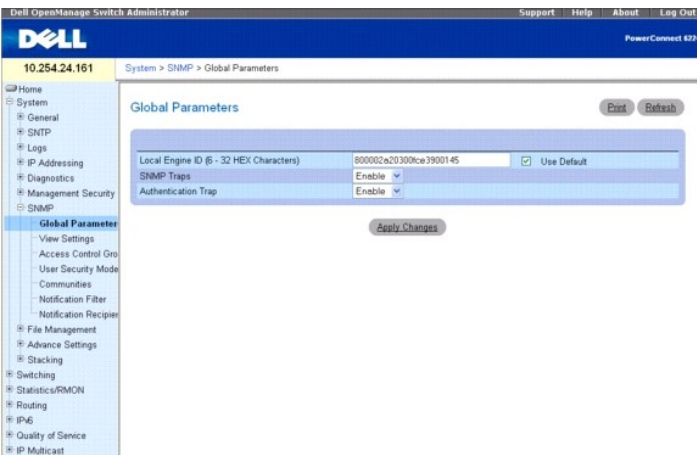 Dell OpenManage Switch Administrator
Support Help About Log Out
DELL
PowerConnect 622
10.254.24.161
System > SNMP > Global Parameters
Home
System
General
SNTP
Logs
IP Addressing
Diagnostics
Management Security
SNMP
Global Parameter
View Settings
Access Control Gro
User Security Mode
Communities
Notification Filter
Notification Recipien
File Management
Advance Settings
Stacking
Switching
Statistics/RMON
Routing
IPv6
Quality of Service
IP Multicast
Global Parameters
Print Refresh
Local Engine ID (6 - 32 HEX Characters) 800002a20300fce3900145 Use Default
SNMP Traps Enable
Authentication Trap Enable
Apply Changes